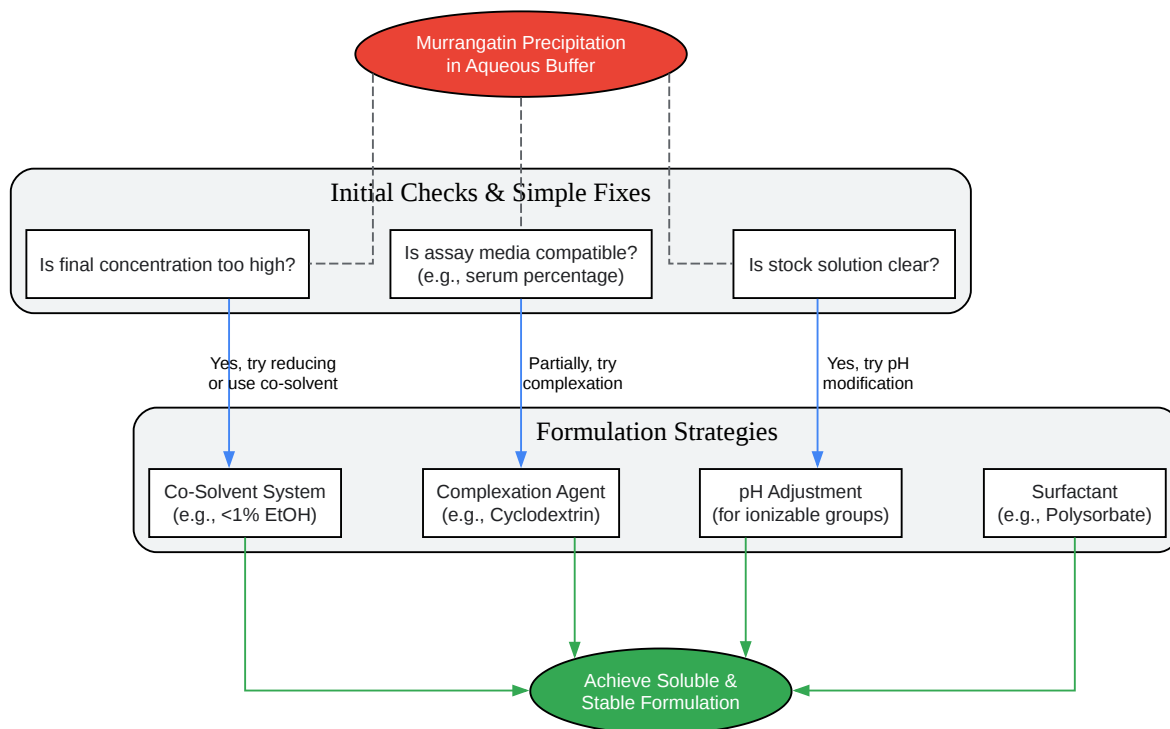 Murrangatin Precipitation
in Aqueous Buffer
Initial Checks & Simple Fixes
Is final concentration too high?
Is assay media compatible?
(e.g., serum percentage)
Is stock solution clear?
Yes, try reducing
or use co-solvent
Partially, try
complexation
Yes, try pH
modification
Formulation Strategies
Co-Solvent System
(e.g., <1% EtOH)
Complexation Agent
(e.g., Cyclodextrin)
pH Adjustment
(for ionizable groups)
Surfactant
(e.g., Polysorbate)
Achieve Soluble &
Stable Formulation